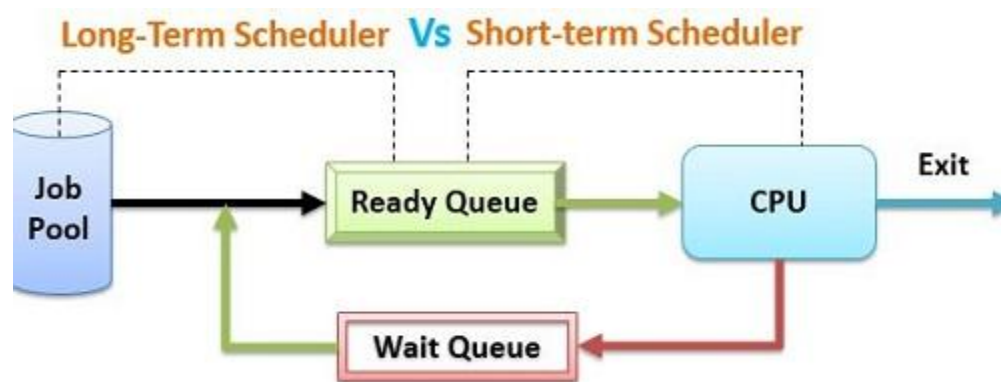 Long-Term Scheduler Vs Short-term Scheduler
Job
Pool
Ready Queue
CPU
Exit
Wait Queue